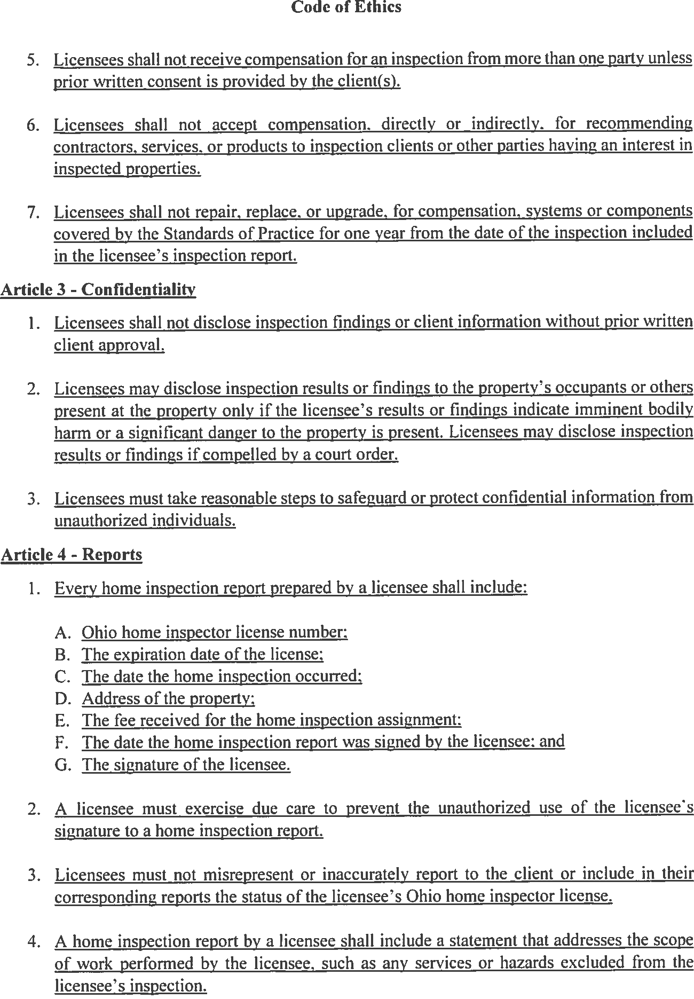 Code of Ethics
5. Licensees shall not receive compensation for an inspection from more than one party unless
prior written consent is provided by the client(s).
6. Licensees shall not accept compensation, directly or indirectly, for recommending
contractors, services, or products to inspection clients or other parties having an interest in
inspected properties.
7. Licensees shall not repair, replace, or upgrade, for compensation, systems or components
covered by the Standards of Practice for one year from the date of the inspection included
in the licensee's inspection report.
Article 3 - Confidentiality
1. Licensees shall not disclose inspection findings or client information without prior written
client approval.
2. Licensees may disclose inspection results or findings to the property's occupants or others
present at the property only if the licensee's results or findings indicate imminent bodily
harm or a significant danger to the property is present. Licensees may disclose inspection
results or findings if compelled by a court order.
3. Licensees must take reasonable steps to safeguard or protect confidential information from
unauthorized individuals.
Article 4 - Reports
1. Every home inspection report prepared by a licensee shall include:
A. Ohio home inspector license number;
B. The expiration date of the license;
C. The date the home inspection occurred;
D. Address of the property;
E. The fee received for the home inspection assignment;
F. The date the home inspection report was signed by the licensee; and
G. The signature of the licensee.
2. A licensee must exercise due care to prevent the unauthorized use of the licensee's
signature to a home inspection report.
3. Licensees must not misrepresent or inaccurately report to the client or include in their
corresponding reports the status of the licensee's Ohio home inspector license.
4. A home inspection report by a licensee shall include a statement that addresses the scope
of work performed by the licensee, such as any services or hazards excluded from the
licensee's inspection.